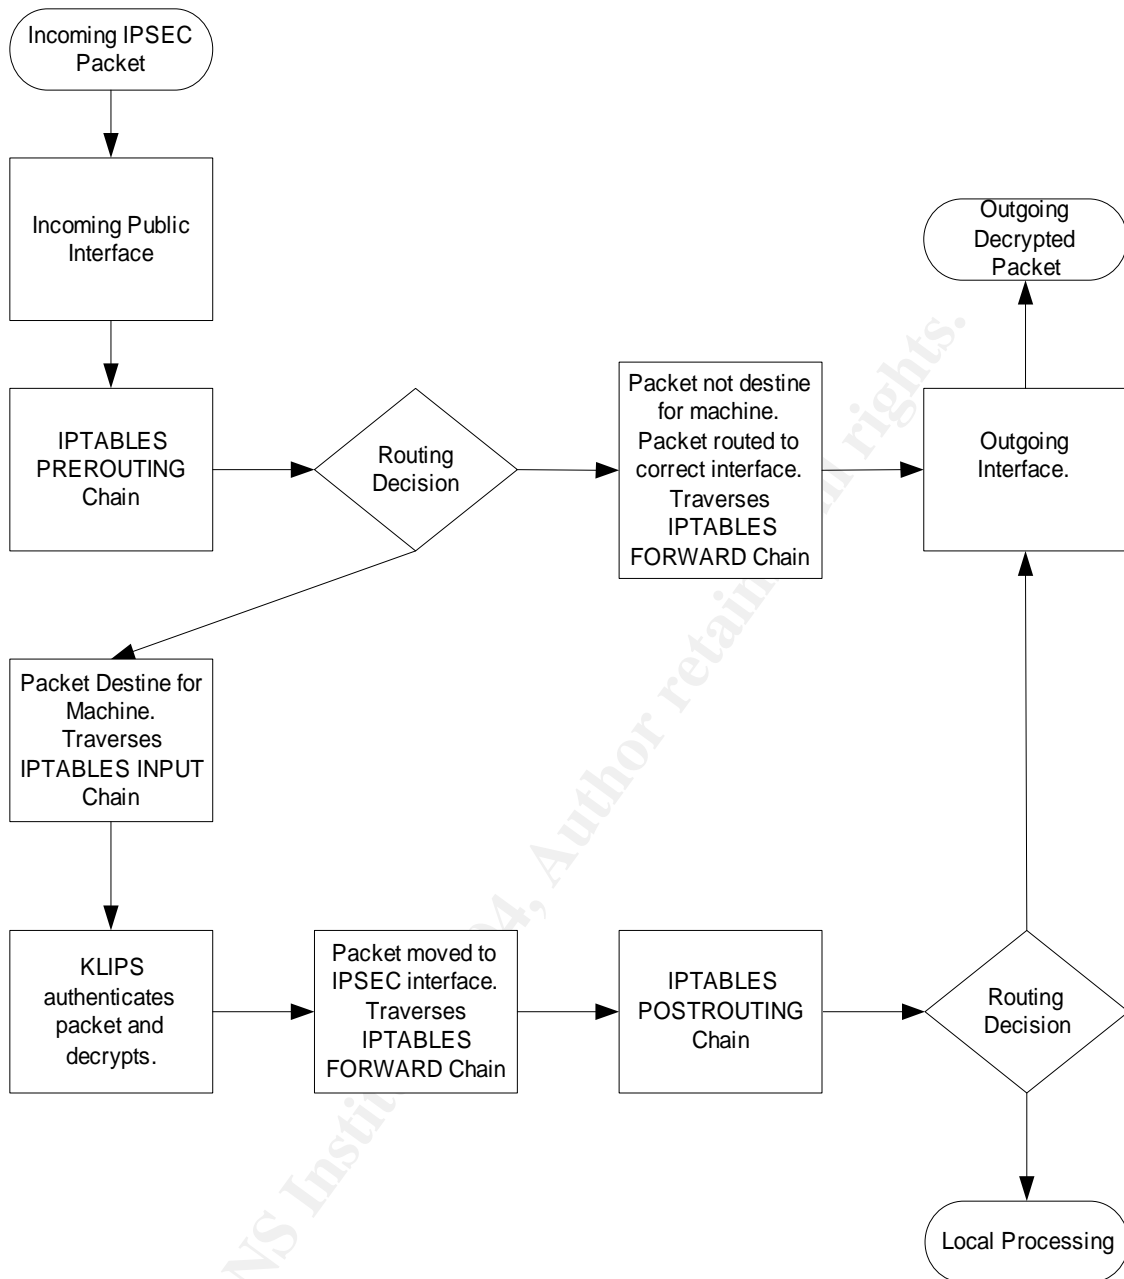 Incoming IPSEC
Packet
Incoming Public
Interface
IPTABLES
PREROUTING
Chain
Routing
Decision
Packet not destine
for machine.
Packet routed to
correct interface.
Traverses
IPTABLES
FORWARD Chain
Outgoing
Interface.
Outgoing
Decrypted
Packet
Packet Destine for
Machine.
Traverses
IPTABLES INPUT
Chain
KLIPS
authenticates
packet and
decrypts.
Packet moved to
IPSEC interface.
Traverses
IPTABLES
FORWARD Chain
IPTABLES
POSTROUTING
Chain
Routing
Decision
Local Processing
Author retain rights.